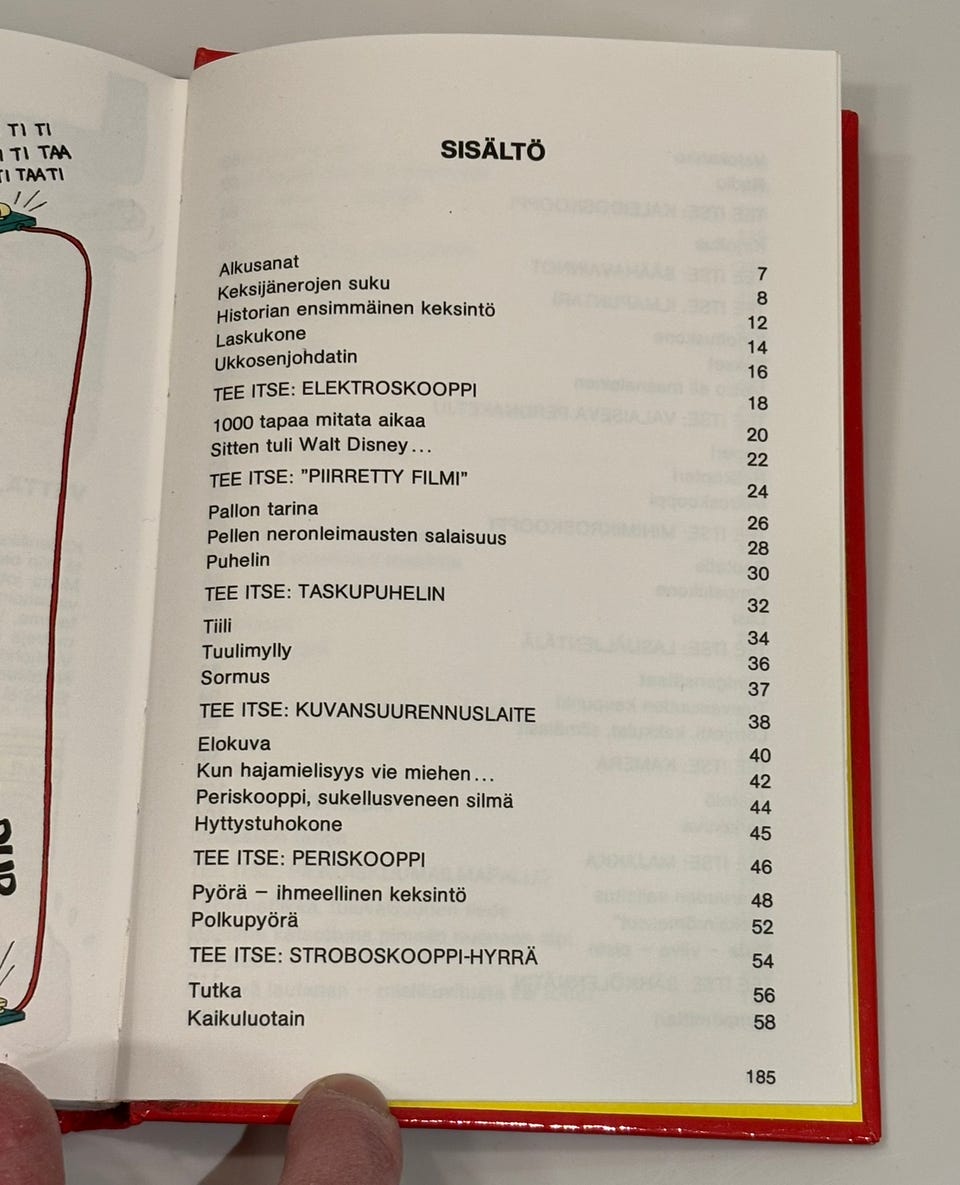 TI TI
TI TAA
TI TAATI
SISÄLTÖ
Alkusanat 7
Keksijänerojen suku 8
Historian ensimmäinen keksintö 12
Laskukone 14
Ukkosenjohdatin 16
TEE ITSE: ELEKTROSKOOPPI 18
1000 tapaa mitata aikaa 20
Sitten tuli Walt Disney... 22
TEE ITSE: ”PIIRRETTY FILMI” 24
Pallon tarina 26
Pellen neronleimausten salaisuus 28
Puhelin 30
TEE ITSE: TASKUPUHELIN 32
Tiili 34
Tuulimylly 36
Sormus 37
TEE ITSE: KUVANSUURENNUSLAITE 38
Elokuva 40
Kun hajamielisyys vie miehen... 42
Periskooppi, sukellusveneen silmä 44
Hyttystuhokone 45
TEE ITSE: PERISKOOPPI 46
Pyörä – ihmeellinen keksintö 48
Polkupyörä 52
TEE ITSE: STROBOSKOOPPI-HYRRÄ 54
Tutka 56
Kaikuluotain 58
185